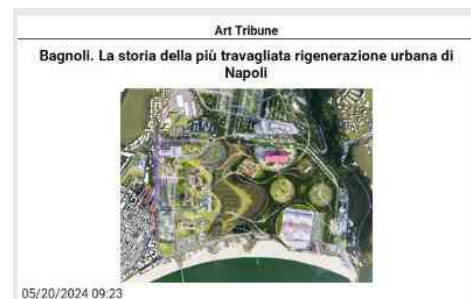 Art Tribune
Bagnoli. La storia della più travagliata rigenerazione urbana di
Napoli
05/20/2024 09:23